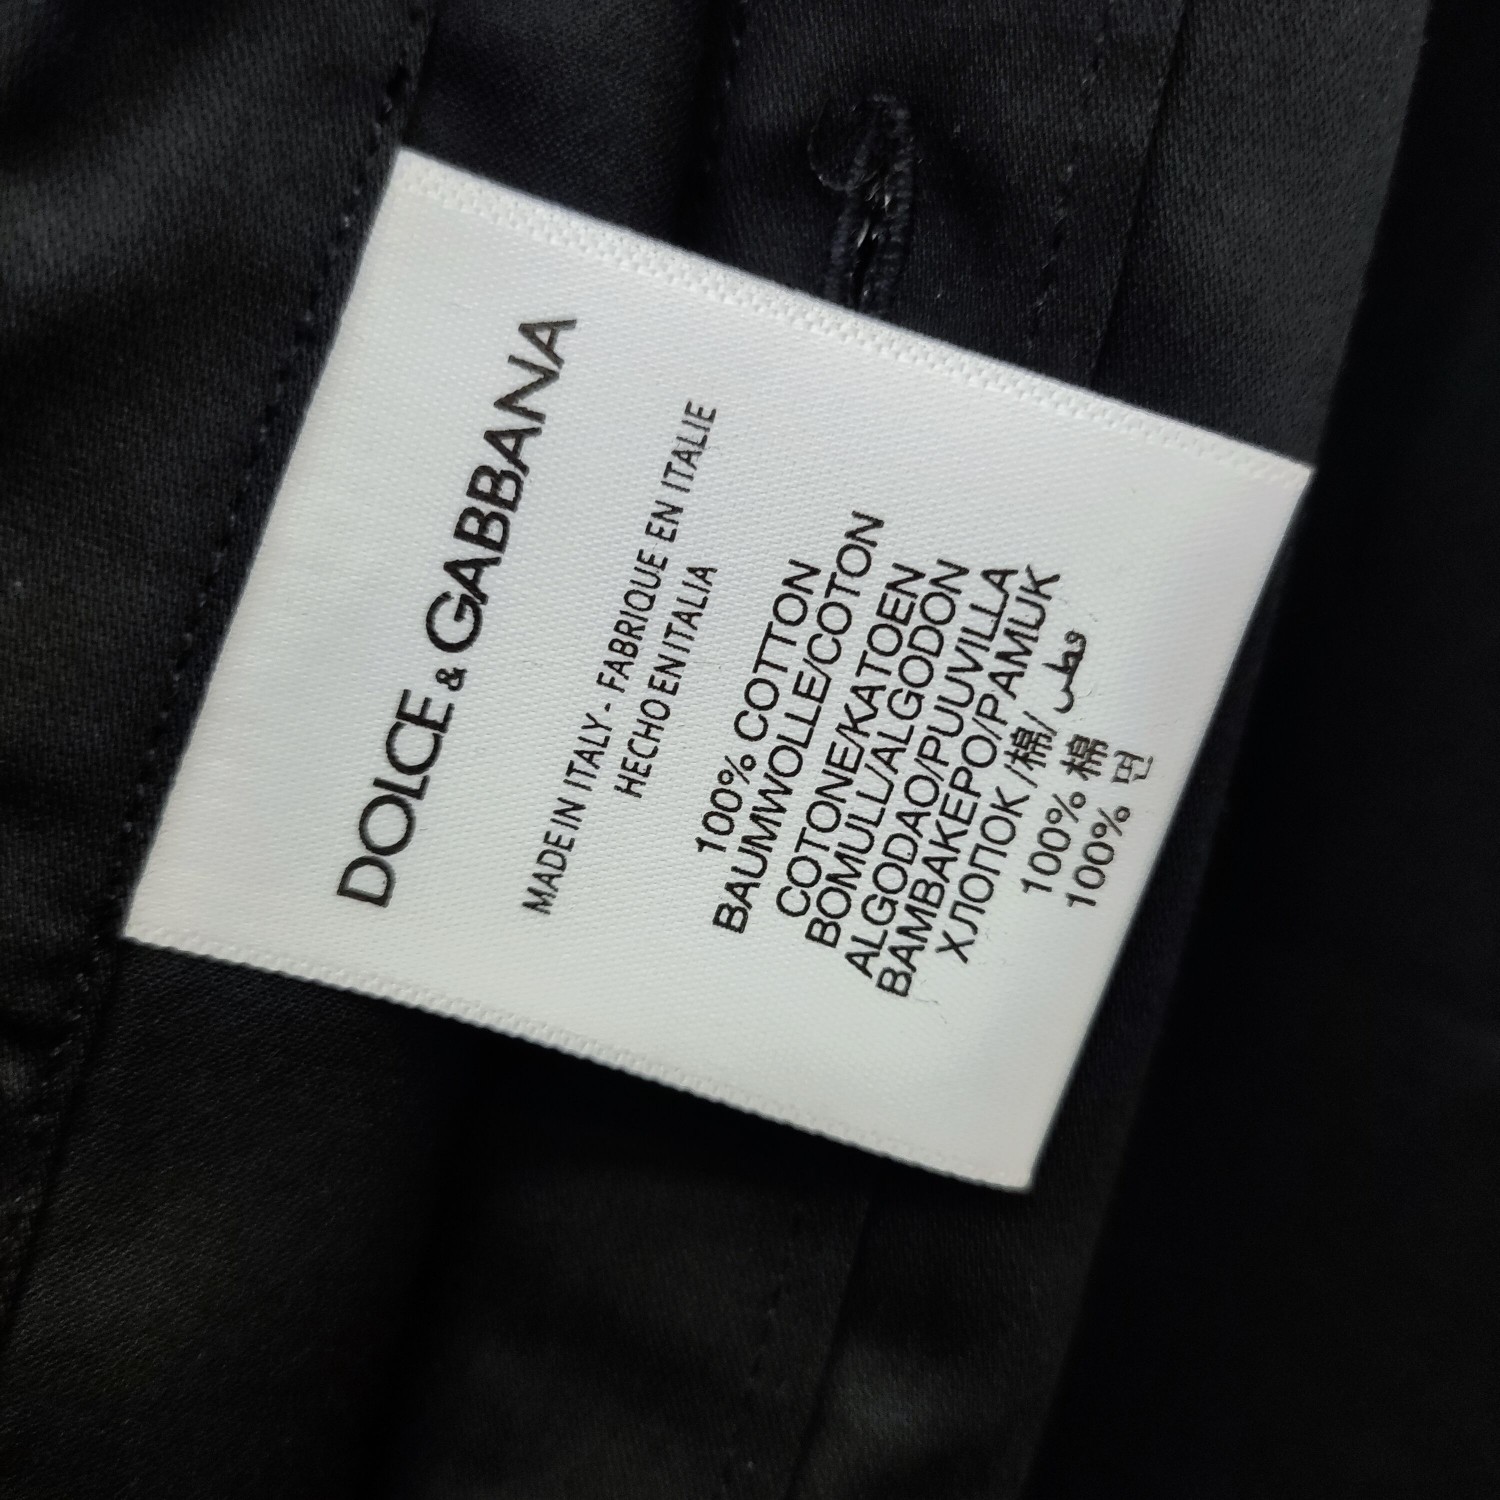 DOLCE & GABBANA
MADE IN ITALY - FABRIQUE EN ITALIE
HECHO EN ITALIA
100% COTTON
BAUMWOLLE/COTON
COTONE/KATOEN
BOMULL/ALGODON
ALGODAO/PUUVILLA
BAMBAKEPO/PAMUK
ХЛОПОК /棉/ قطن
100% 棉
100% 면